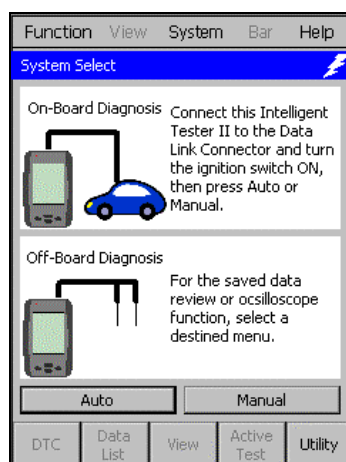 Function View System Bar Help
System Select
On-Board Diagnosis
Connect this Intelligent
Tester II to the Data
Link Connector and turn
the ignition switch ON,
then press Auto or
Manual.
Off-Board Diagnosis
For the saved data
review or ocsilloscope
function, select a
destined menu.
Auto Manual
DTC Data List View Active Test Utility